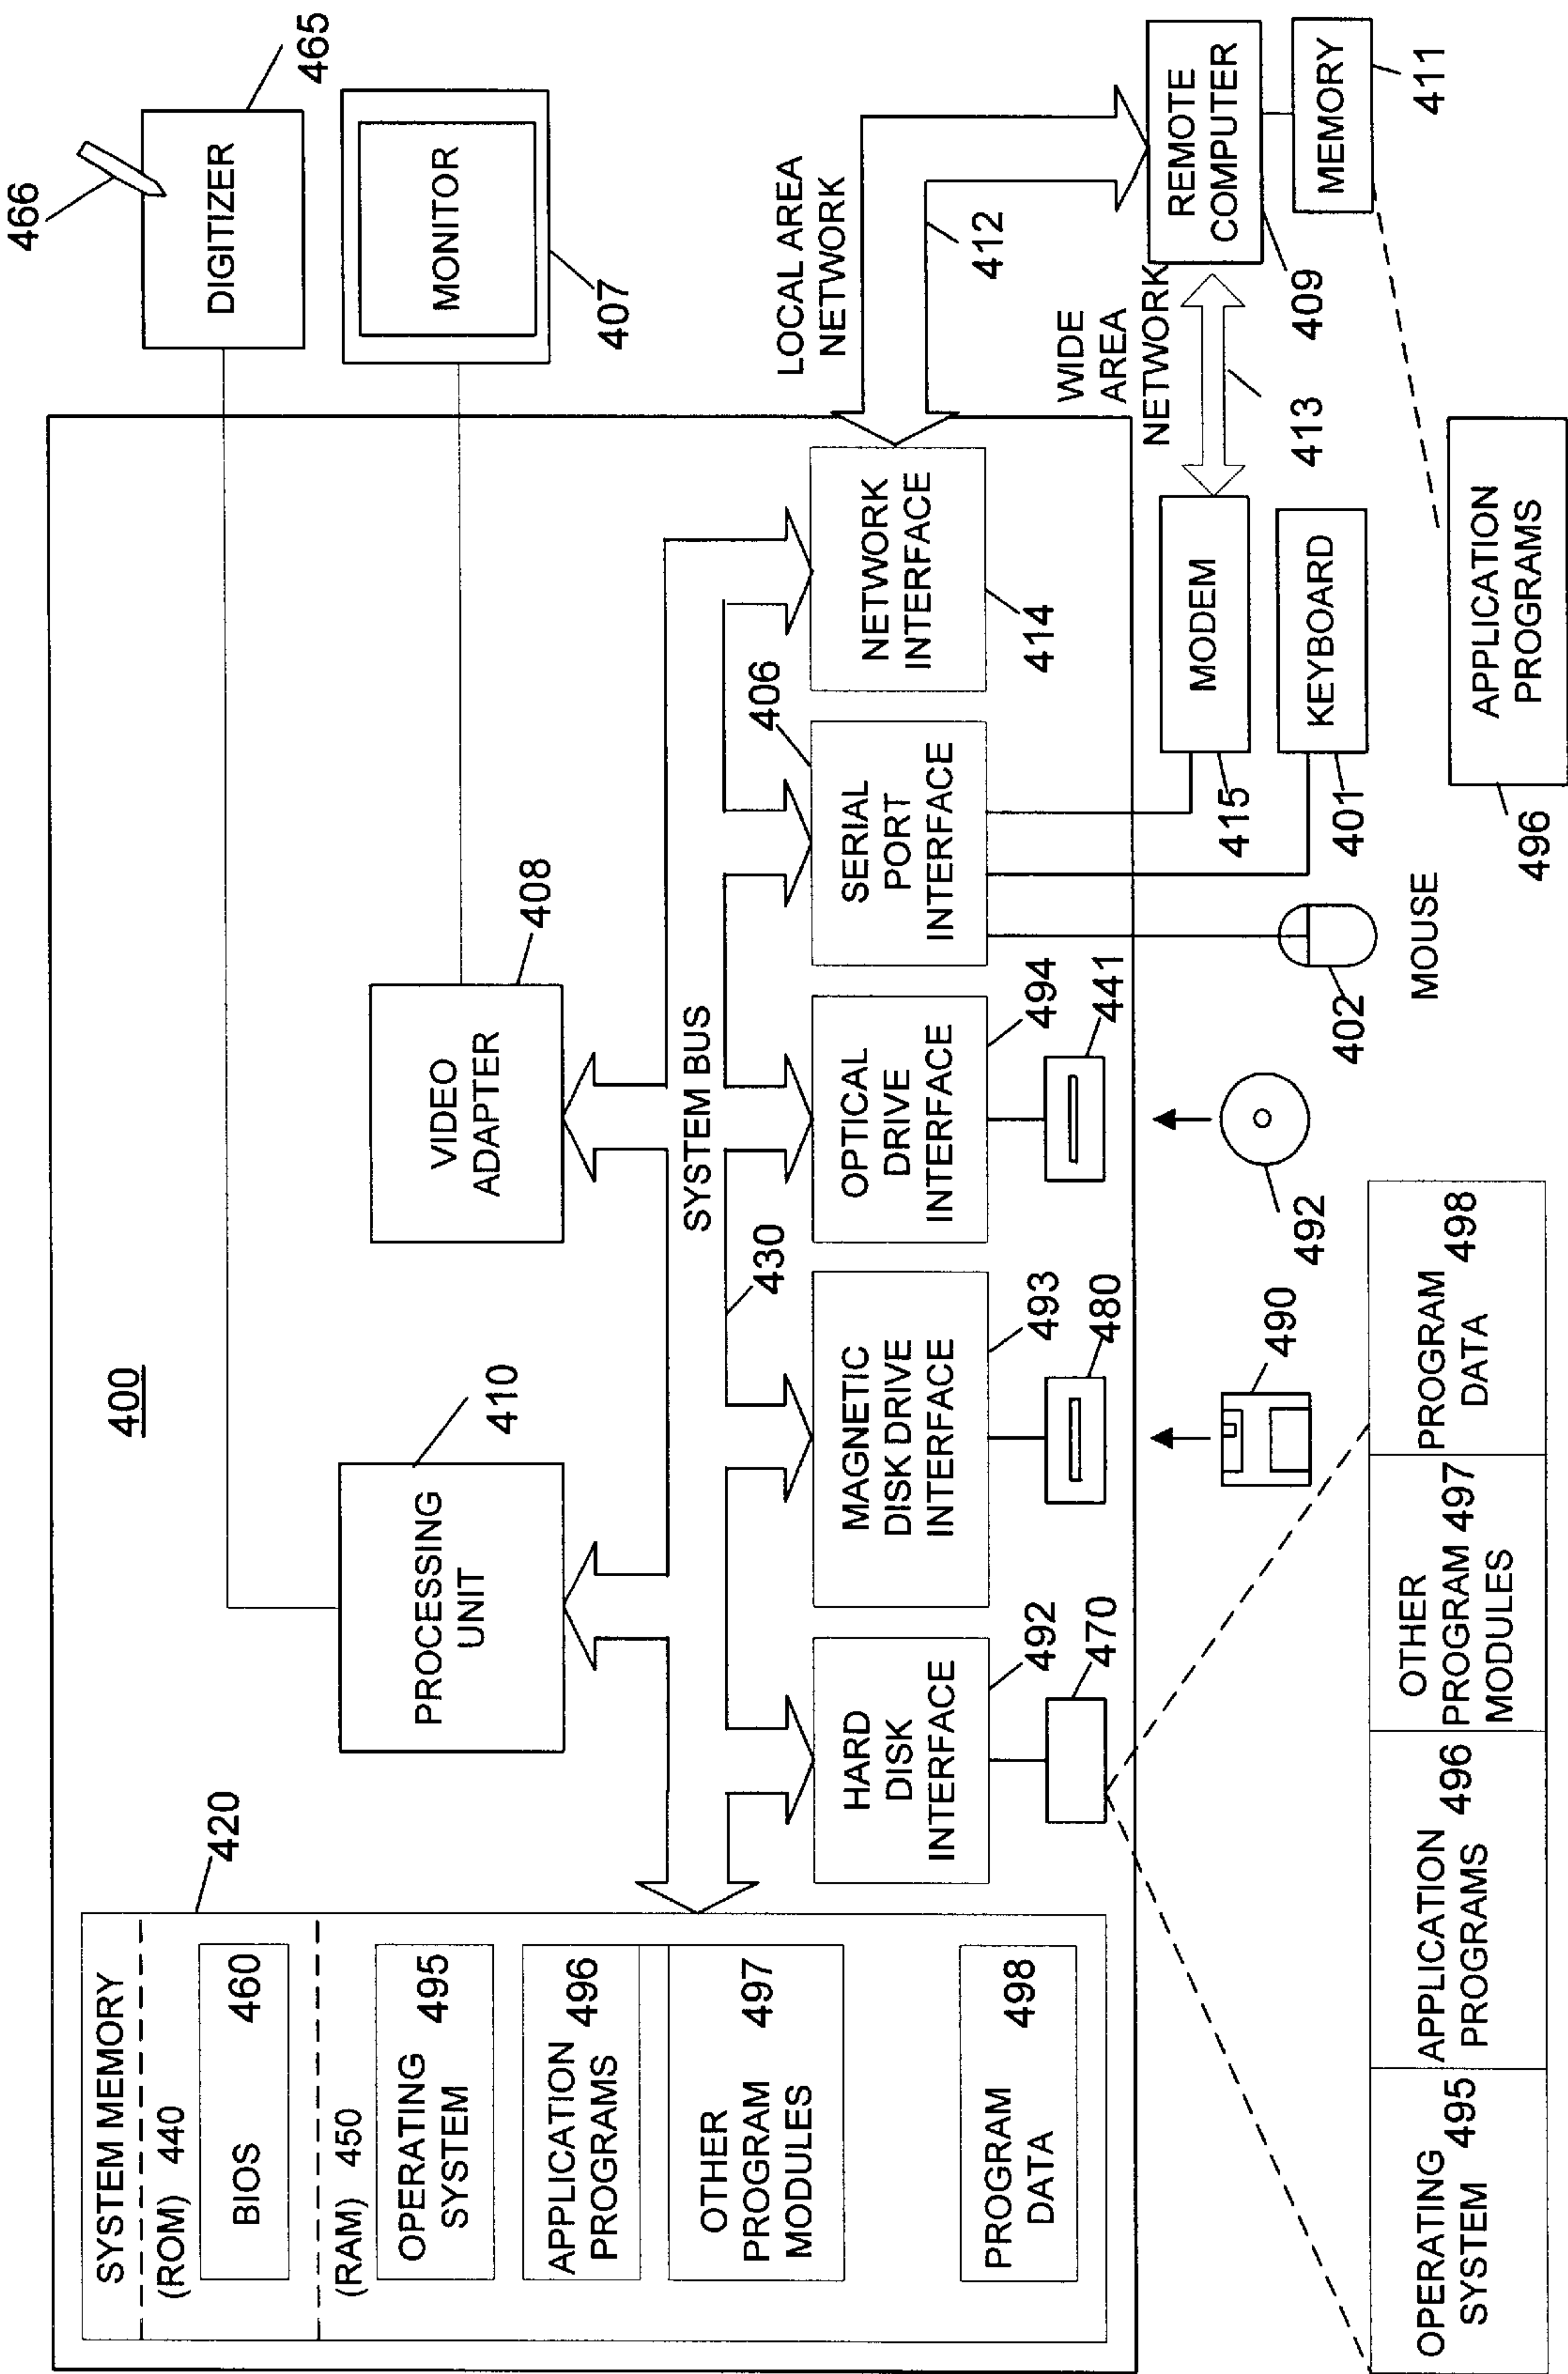 400
SYSTEM MEMORY
(ROM) 440
BIOS 460
(RAM) 450
OPERATING
SYSTEM 495
APPLICATION
PROGRAMS 496
OTHER
PROGRAM
MODULES
497
PROGRAM
DATA
498
420
PROCESSING
UNIT
410
VIDEO
ADAPTER
408
466
DIGITIZER
465
MONITOR
407
SYSTEM BUS
430
HARD
DISK
INTERFACE
492
470
MAGNETIC
DISK DRIVE
INTERFACE
493
480
OPTICAL
DRIVE
INTERFACE
494
441
SERIAL
PORT
INTERFACE
406
NETWORK
INTERFACE
414
LOCAL AREA
NETWORK
412
WIDE
AREA
NETWORK
413
REMOTE
COMPUTER
409
MEMORY
411
MODEM
415
KEYBOARD
401
402
MOUSE
492
490
APPLICATION
PROGRAMS
496
OPERATING
SYSTEM 495
APPLICATION
PROGRAMS 496
OTHER
PROGRAM 497
MODULES
PROGRAM 498
DATA